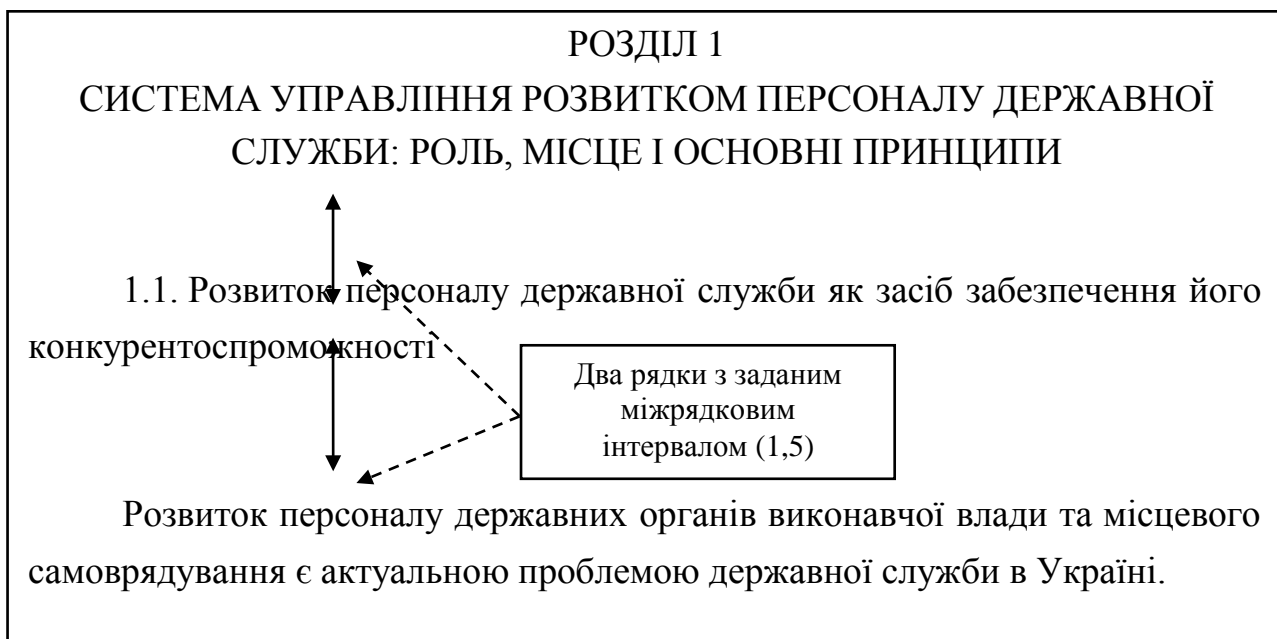 РОЗДІЛ 1
СИСТЕМА УПРАВЛІННЯ РОЗВИТКОМ ПЕРСОНАЛУ ДЕРЖАВНОЇ
СЛУЖБИ: РОЛЬ, МІСЦЕ І ОСНОВНІ ПРИНЦИПИ
1.1. Розвиток персоналу державної служби як засіб забезпечення його
конкурентоспроможності
Два рядки з заданим
міжрядковим
інтервалом (1,5)
Розвиток персоналу державних органів виконавчої влади та місцевого
самоврядування є актуальною проблемою державної служби в Україні.